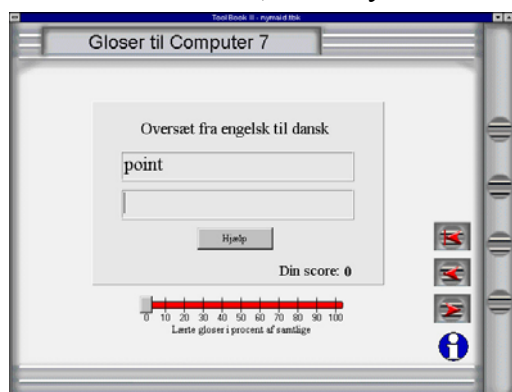 ToolBook II - nymaid.tbk
Gloser til Computer 7
Oversæt fra engelsk til dansk
point
Hjælp
Din score: 0
0 10 20 30 40 50 60 70 80 90 100
Lærte gloser i procent af samtlige
i